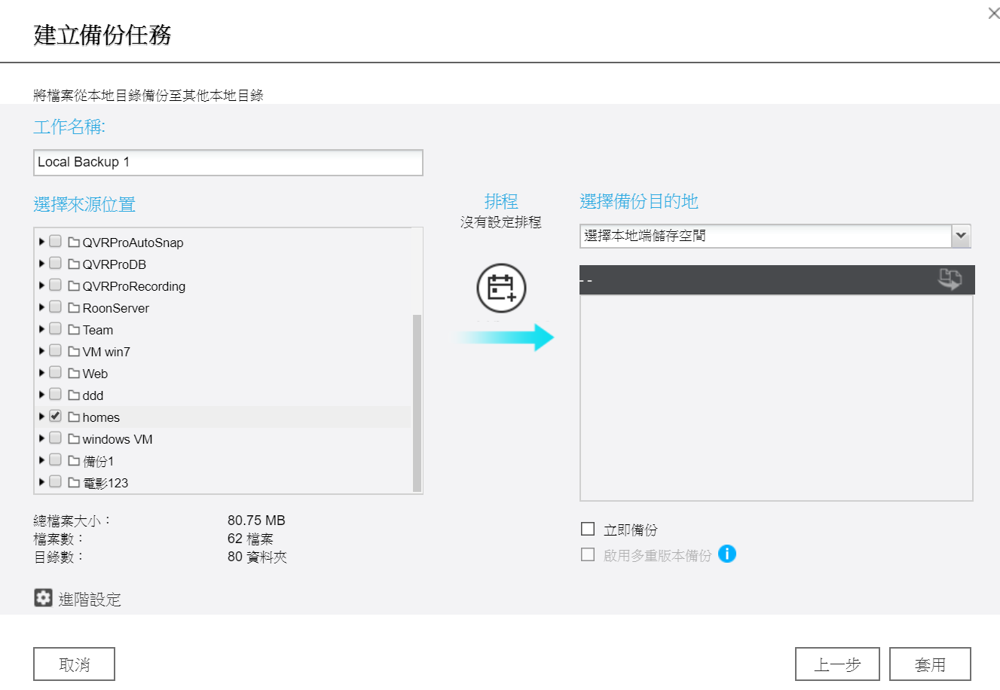 建立備份任務
將檔案從本地目錄備份至其他本地目錄
工作名稱:
Local Backup 1
選擇來源位置
QVRProAutoSnap
QVRProDB
QVRProRecording
RoonServer
Team
VM win7
Web
ddd
homes
windows VM
備份1
電影123
總檔案大小： 80.75 MB
檔案數： 62 檔案
目錄數： 80 資料夾
進階設定
排程
沒有設定排程
選擇備份目的地
選擇本地端儲存空間
- -
立即備份
啟用多重版本備份
取消
上一步
套用